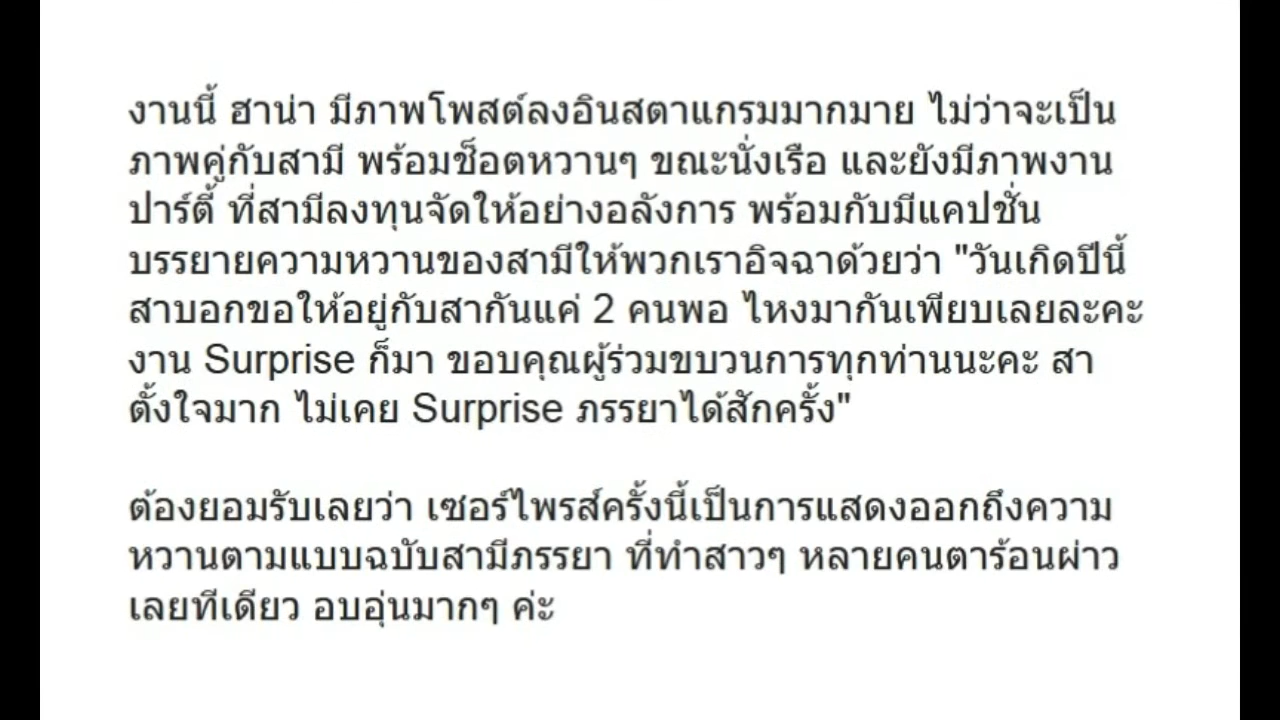 งานนี้ ฮาน่า มีภาพโพสต์ลงอินสตาแกรมมากมาย ไม่ว่าจะเป็น
ภาพคู่กับสามี พร้อมช็อตหวานๆ ขณะนั่งเรือ และยังมีภาพงาน
ปาร์ตี้ ที่สามีลงทุนจัดให้อย่างอลังการ พร้อมกับมีแคปชั่น
บรรยายความหวานของสามีให้พวกเราอิจฉาด้วยว่า "วันเกิดปีนี้
สาบอกขอให้อยู่กับสากันแค่ 2 คนพอ ไหงมากันเพียบเลยละคะ
งาน Surprise ก็มา ขอบคุณผู้ร่วมขบวนการทุกท่านนะคะ สา
ตั้งใจมาก ไม่เคย Surprise ภรรยาได้สักครั้ง"
ต้องยอมรับเลยว่า เซอร์ไพรส์ครั้งนี้เป็นการแสดงออกถึงความ
หวานตามแบบฉบับสามีภรรยา ที่ทำสาวๆ หลายคนตาร้อนผ่าว
เลยทีเดียว อบอุ่นมากๆ ค่ะ